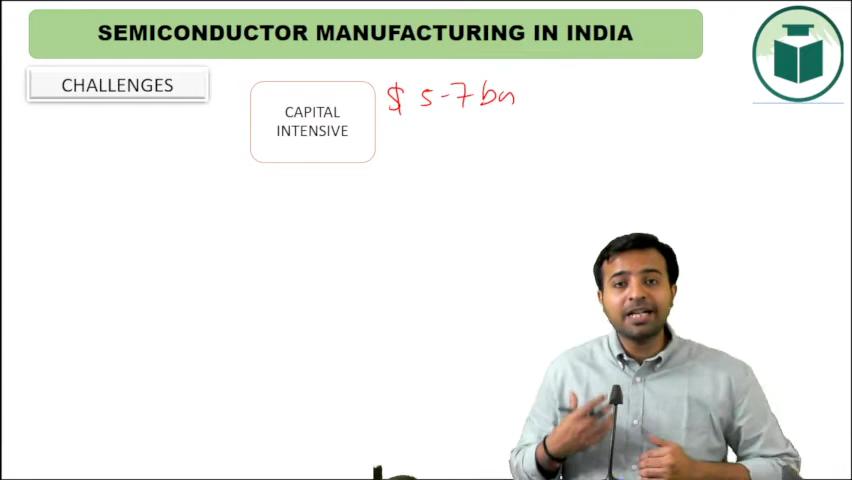 SEMICONDUCTOR MANUFACTURING IN INDIA
CHALLENGES
CAPITAL
INTENSIVE
$ 5-7 bn